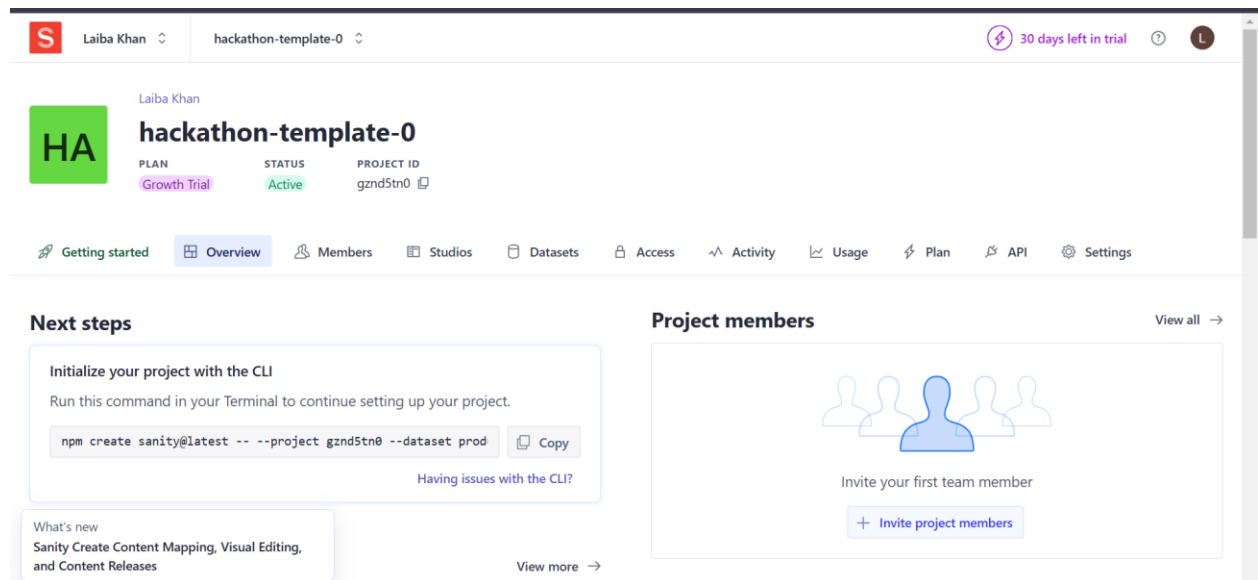 S Laiba Khan hackathon-template-0 30 days left in trial ? L
Laiba Khan
HA
hackathon-template-0
PLAN STATUS PROJECT ID
Growth Trial Active gznd5tn0
Getting started Overview Members Studios Datasets Access Activity Usage Plan API Settings
Next steps
Initialize your project with the CLI
Run this command in your Terminal to continue setting up your project.
npm create sanity@latest -- --project gznd5tn0 --dataset prod Copy
Having issues with the CLI?
What's new
Sanity Create Content Mapping, Visual Editing,
and Content Releases
View more →
Project members
View all →
Invite your first team member
+ Invite project members